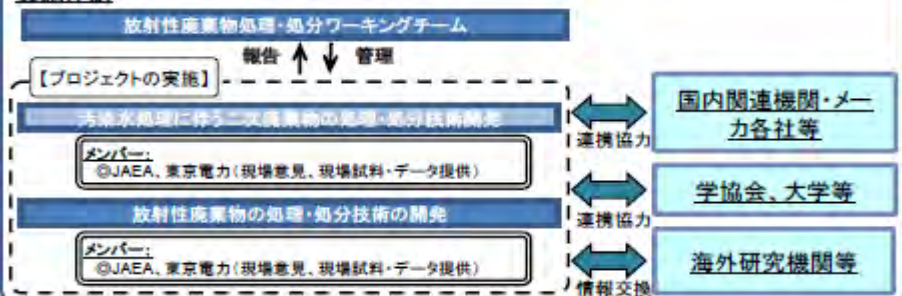 放射性廃棄物処理・処分ワーキングチーム
報告 管理
【プロジェクトの実施】
汚染水処理に伴う二次廃棄物の処理・処分技術開発
メンバー:
◎JAEA、東京電力(現場意見、現場試料・データ提供)
放射性廃棄物の処理・処分技術の開発
メンバー:
◎JAEA、東京電力(現場意見、現場試料・データ提供)
連携協力
国内関連機関・メー
カ各社等
連携協力
学協会、大学等
情報交換
海外研究機関等